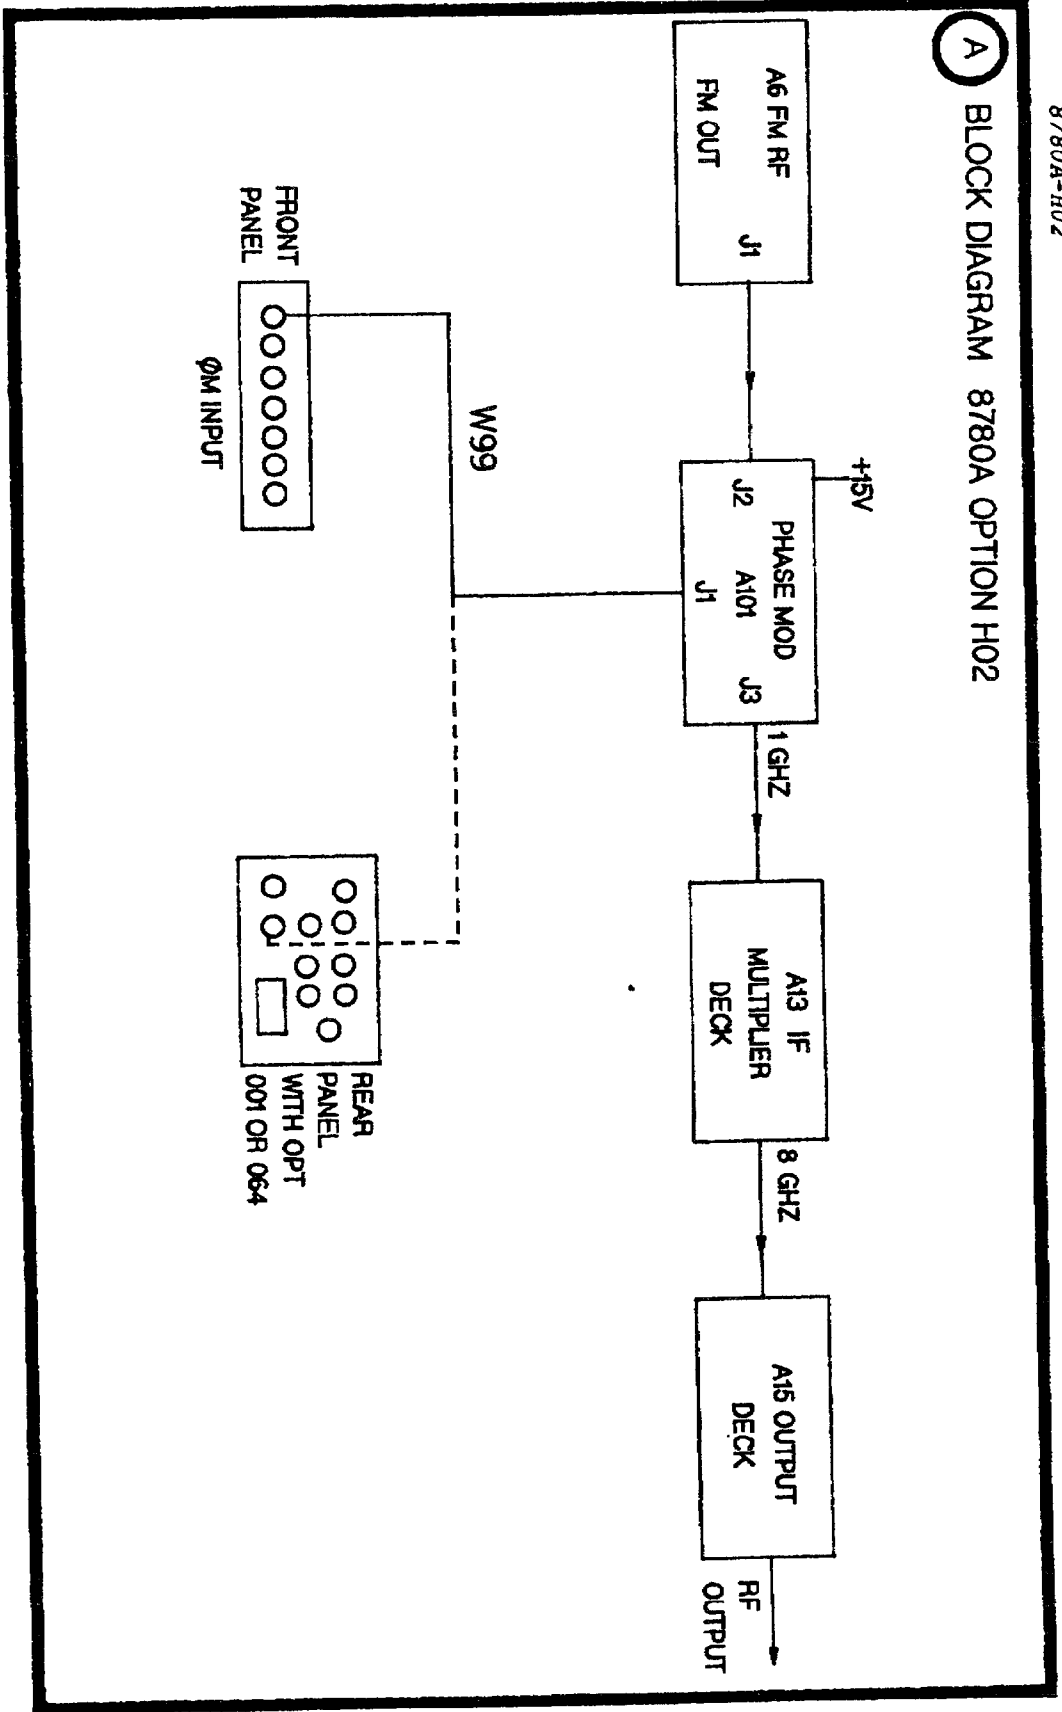 8780A-H02
A BLOCK DIAGRAM 8780A OPTION H02
A6 FM RF
FM OUT
J1
+15V
J2
PHASE MOD
A101
J1
J3
1 GHZ
A13 IF
MULTIPLIER
DECK
8 GHZ
A15 OUTPUT
DECK
RF
OUTPUT
W99
FRONT
PANEL
ØM INPUT
REAR
PANEL
WITH OPT
001 OR 064